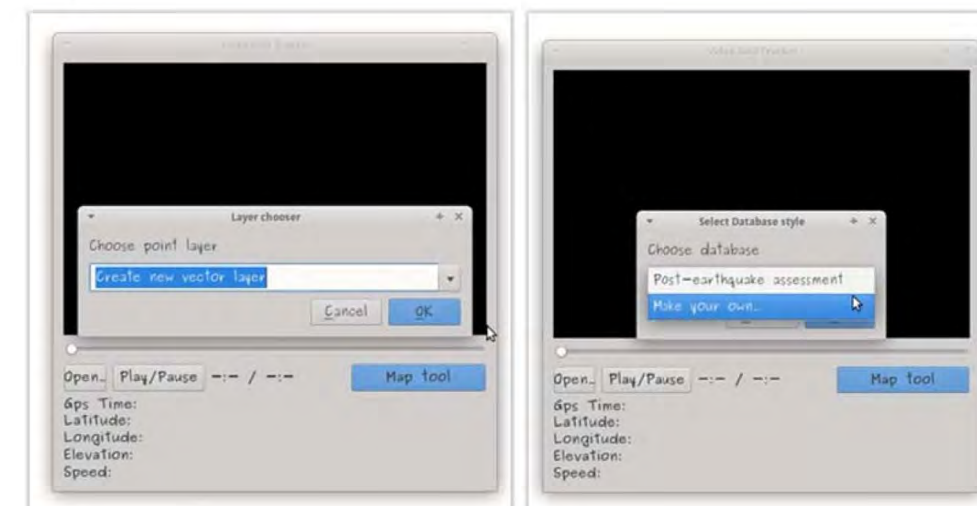 Layer chooser
Choose point layer
Create new vector layer
Cancel
OK
Open..
Play/Pause
-:- / -:-
Map tool
Gps Time:
Latitude:
Longitude:
Elevation:
Speed:
Select Database style
Choose database
Post-earthquake assessment
Make your own..
Open..
Play/Pause
-:- / -:-
Map tool
Gps Time:
Latitude:
Longitude:
Elevation:
Speed: